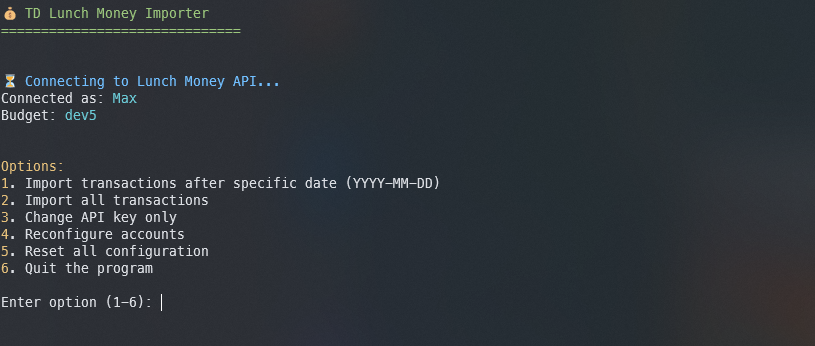 💰 TD Lunch Money Importer
==============================
⏳ Connecting to Lunch Money API...
Connected as: Max
Budget: dev5
Options:
1. Import transactions after specific date (YYYY-MM-DD)
2. Import all transactions
3. Change API key only
4. Reconfigure accounts
5. Reset all configuration
6. Quit the program
Enter option (1-6):